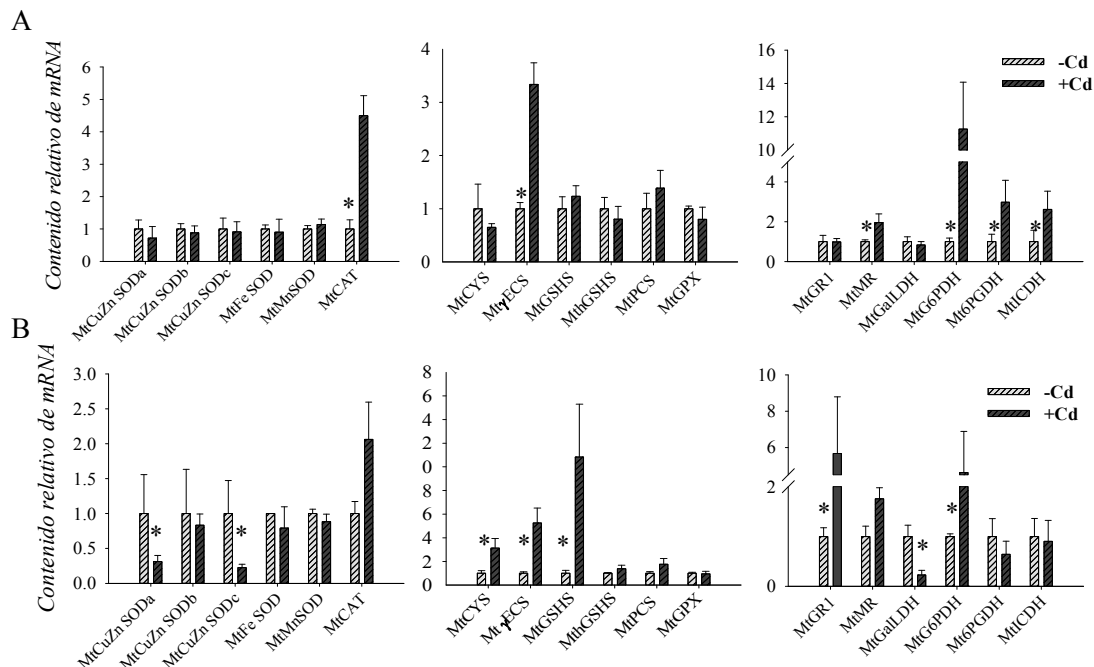 A
Contenido relativo de mRNA
6
5
4
3
2
1
0
MtCuZn SODa
MtCuZn SODb
MtCuZn SODc
MtFe SOD
MtMnSOD
MtCAT
4
3
2
1
0
MtCYS
MtγECS
MtGSHS
MthGSHS
MtPCS
MtGPX
16
14
12
10
4
2
0
-Cd
+Cd
MtGR1
MtMR
MtGalLDH
MtG6PDH
Mt6PGDH
MtICDH
B
Contenido relativo de mRNA
3.0
2.5
2.0
1.5
1.0
0.5
0.0
MtCuZn SODa
MtCuZn SODb
MtCuZn SODc
MtFe SOD
MtMnSOD
MtCAT
8
6
4
2
0
8
6
4
2
0
MtCYS
MtγECS
MtGSHS
MthGSHS
MtPCS
MtGPX
10
8
6
2
0
-Cd
+Cd
MtGR1
MtMR
MtGalLDH
MtG6PDH
Mt6PGDH
MtICDH